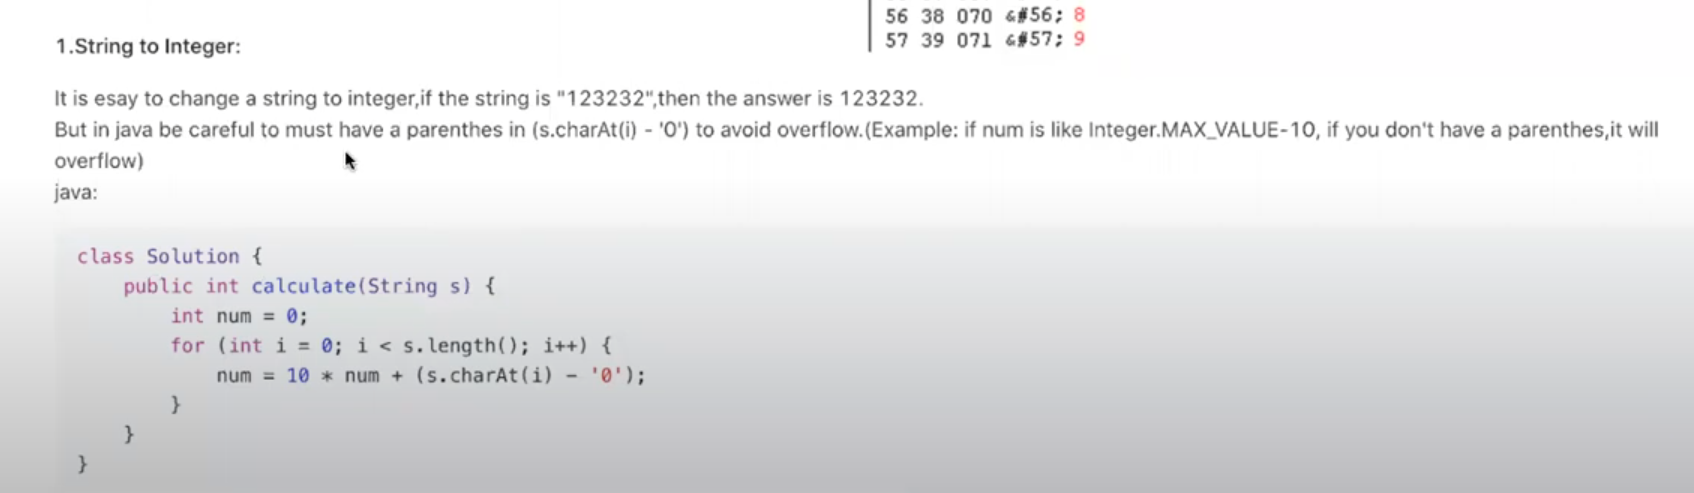 56 38 070 &#56; 8
57 39 071 &#57; 9
1.String to Integer:
It is esay to change a string to integer,if the string is "123232",then the answer is 123232.
But in java be careful to must have a parenthes in (s.charAt(i) - '0') to avoid overflow.(Example: if num is like Integer.MAX_VALUE-10, if you don't have a parenthes,it will
overflow)
java:
class Solution {
    public int calculate(String s) {
        int num = 0;
        for (int i = 0; i < s.length(); i++) {
            num = 10 * num + (s.charAt(i) - '0');
        }
    }
}